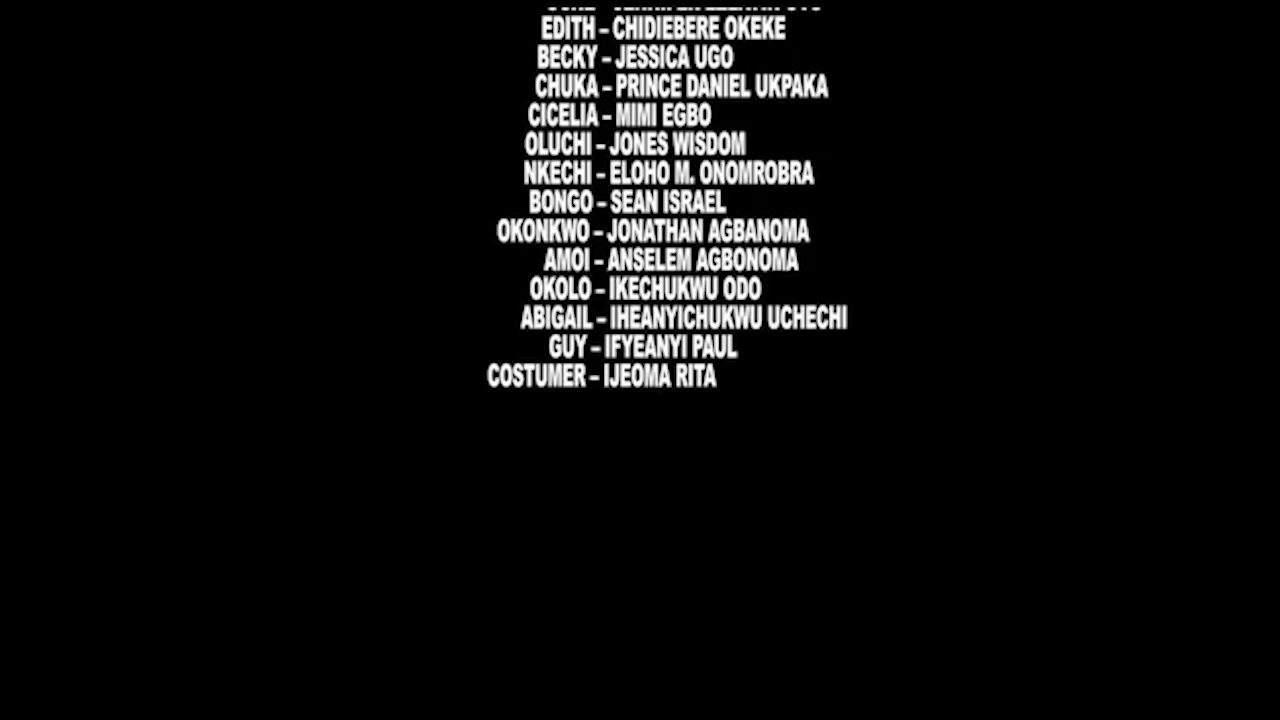 EDITH – CHIDIEBERE OKEKE
BECKY – JESSICA UGO
CHUKA – PRINCE DANIEL UKPAKA
CICELIA – MIMI EGBO
OLUCHI – JONES WISDOM
NKECHI – ELOHO M. ONOMROBRA
BONGO – SEAN ISRAEL
OKONKWO – JONATHAN AGBANOMA
AMOI – ANSELEM AGBONOMA
OKOLO – IKECHUKWU ODO
ABIGAIL – IHEANYICHUKWU UCHECHI
GUY – IFYEANYI PAUL
COSTUMER – IJEOMA RITA